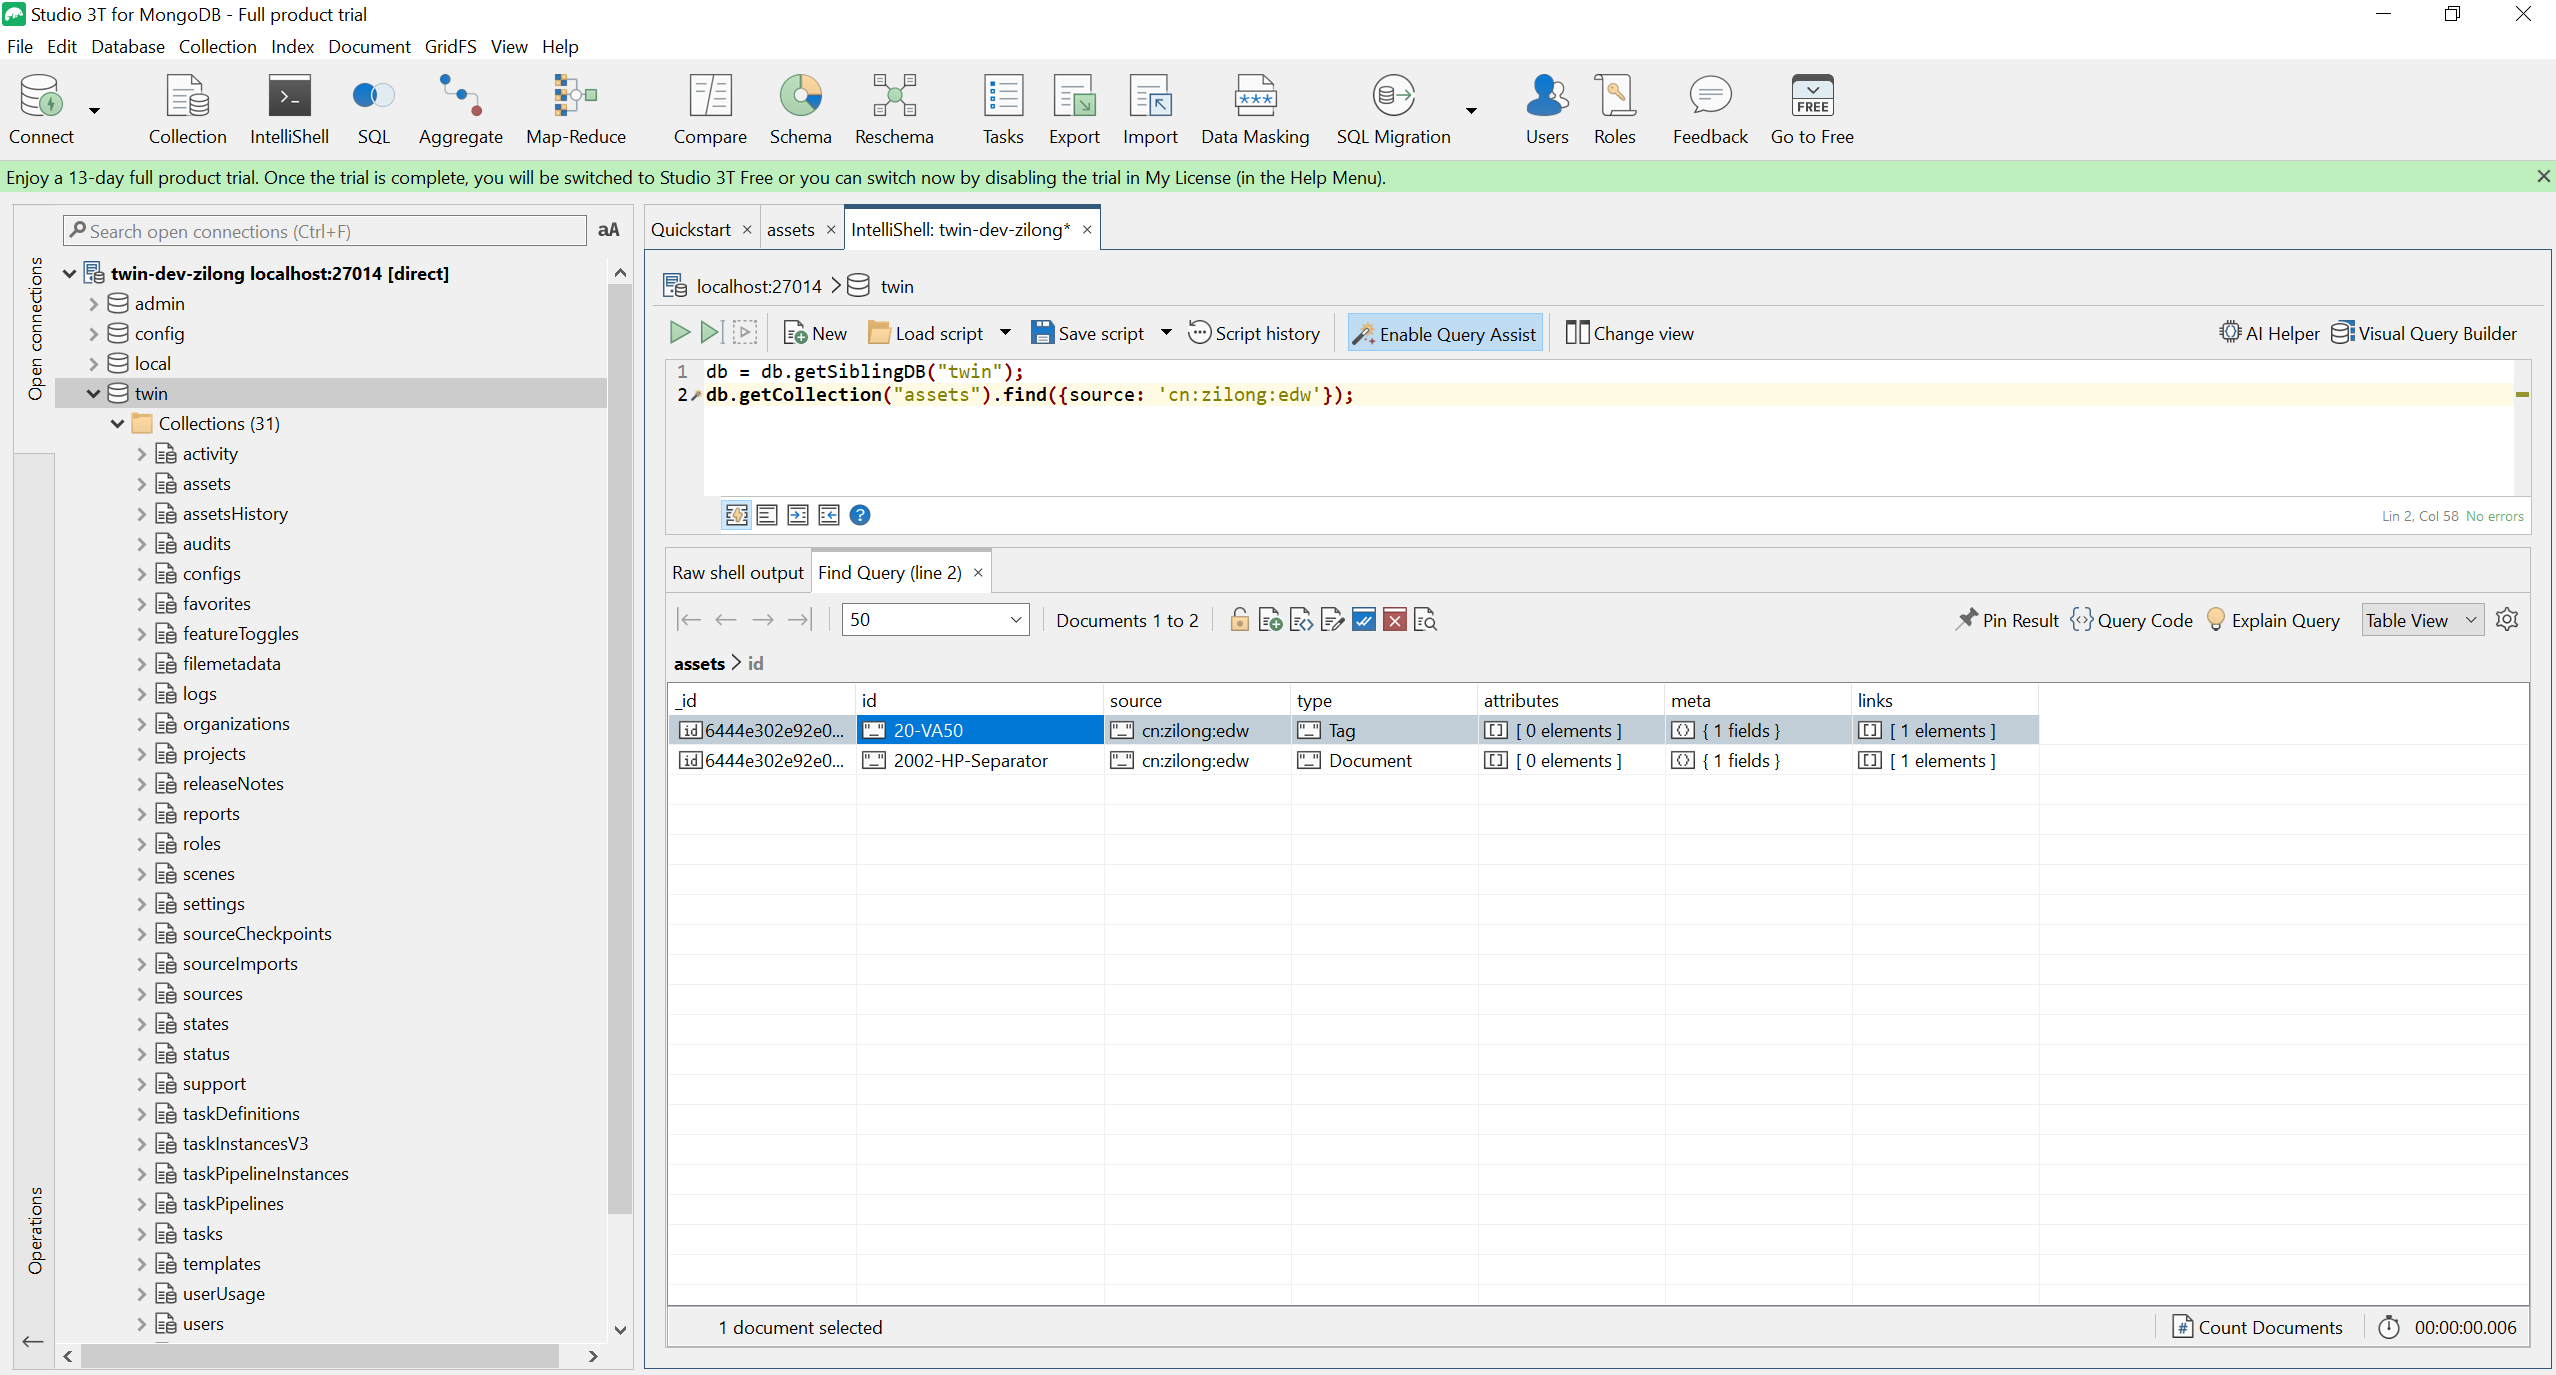 Studio 3T for MongoDB - Full product trial
File Edit Database Collection Index Document GridFS View Help
Connect Collection IntelliShell SQL Aggregate Map-Reduce Compare Schema Reschema Tasks Export Import Data Masking SQL Migration Users Roles Feedback Go to Free
FREE
Enjoy a 13-day full product trial. Once the trial is complete, you will be switched to Studio 3T Free or you can switch now by disabling the trial in My License (in the Help Menu).
Open connections
Operations
Search open connections (Ctrl+F) aA
twin-dev-zilong localhost:27014 [direct]
admin
config
local
twin
Collections (31)
activity
assets
assetsHistory
audits
configs
favorites
featureToggles
filemetadata
logs
organizations
projects
releaseNotes
reports
roles
scenes
settings
sourceCheckpoints
sourceImports
sources
states
status
support
taskDefinitions
taskInstancesV3
taskPipelineInstances
taskPipelines
tasks
templates
userUsage
users
Quickstart assets IntelliShell: twin-dev-zilong*
localhost:27014 twin
New Load script Save script Script history Enable Query Assist Change view AI Helper Visual Query Builder
1 db = db.getSiblingDB("twin");
2 db.getCollection("assets").find({source: 'cn:zilong:edw'});
Lin 2, Col 58 No errors
Raw shell output Find Query (line 2)
50 Documents 1 to 2 Pin Result Query Code Explain Query Table View
assets > id
_id id source type attributes meta links
6444e302e92e0... 20-VA50 cn:zilong:edw Tag [ 0 elements ] { 1 fields } [ 1 elements ]
6444e302e92e0... 2002-HP-Separator cn:zilong:edw Document [ 0 elements ] { 1 fields } [ 1 elements ]
1 document selected Count Documents 00:00:00.006